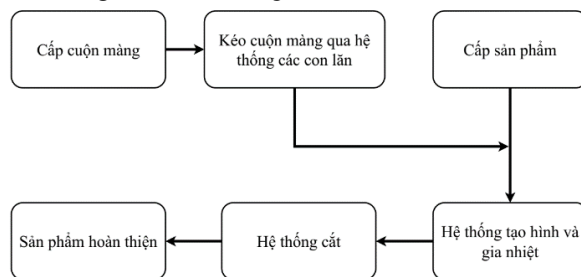 Cấp cuộn màng
Kéo cuộn màng qua hệ
thống các con lăn
Cấp sản phẩm
Sản phẩm hoàn thiện
Hệ thống cắt
Hệ thống tạo hình và
gia nhiệt